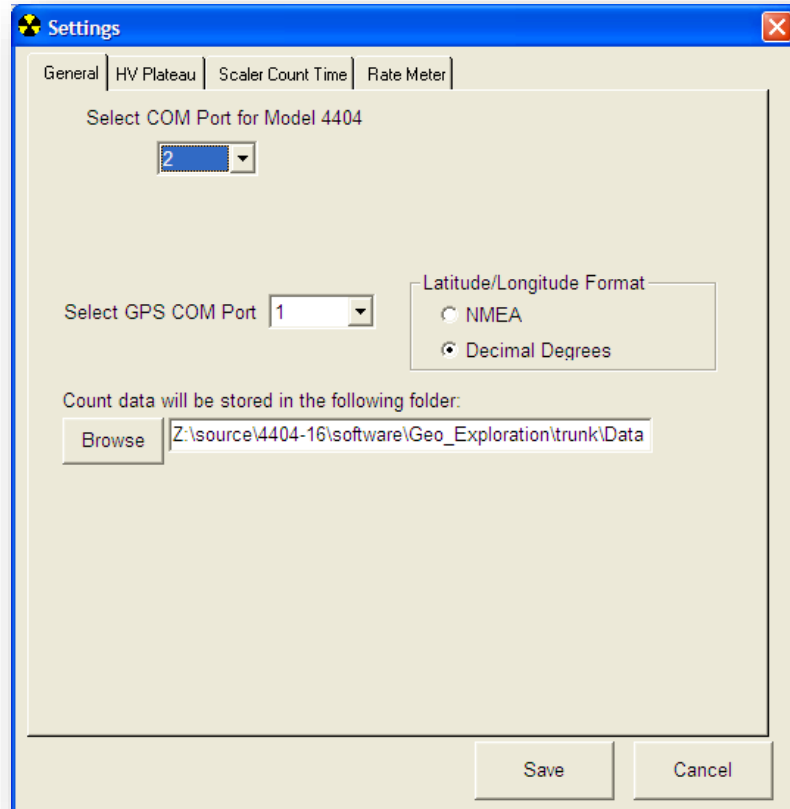 Settings
General HV Plateau Scaler Count Time Rate Meter
Select COM Port for Model 4404
2
Latitude/Longitude Format
Select GPS COM Port 1 NMEA
Decimal Degrees
Count data will be stored in the following folder:
Browse Z:\source\4404-16\software\Geo_Exploration\trunk\Data
Save Cancel